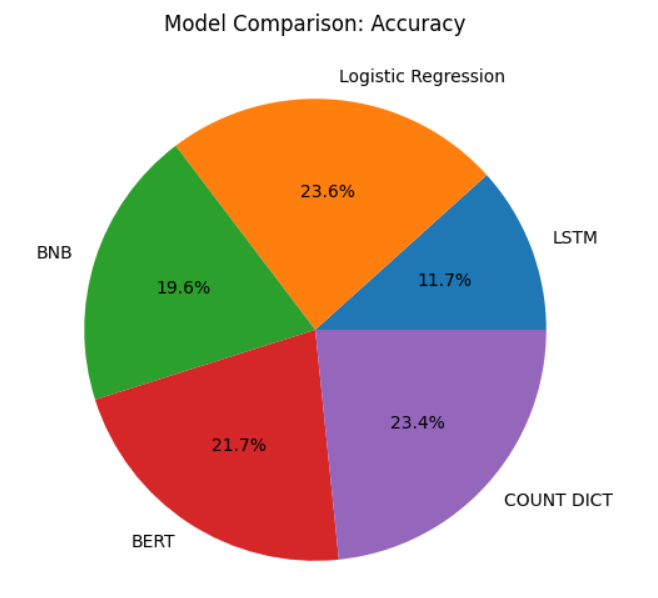 Model Comparison: Accuracy
Logistic Regression
23.6%
LSTM
11.7%
BNB
19.6%
BERT
21.7%
COUNT DICT
23.4%